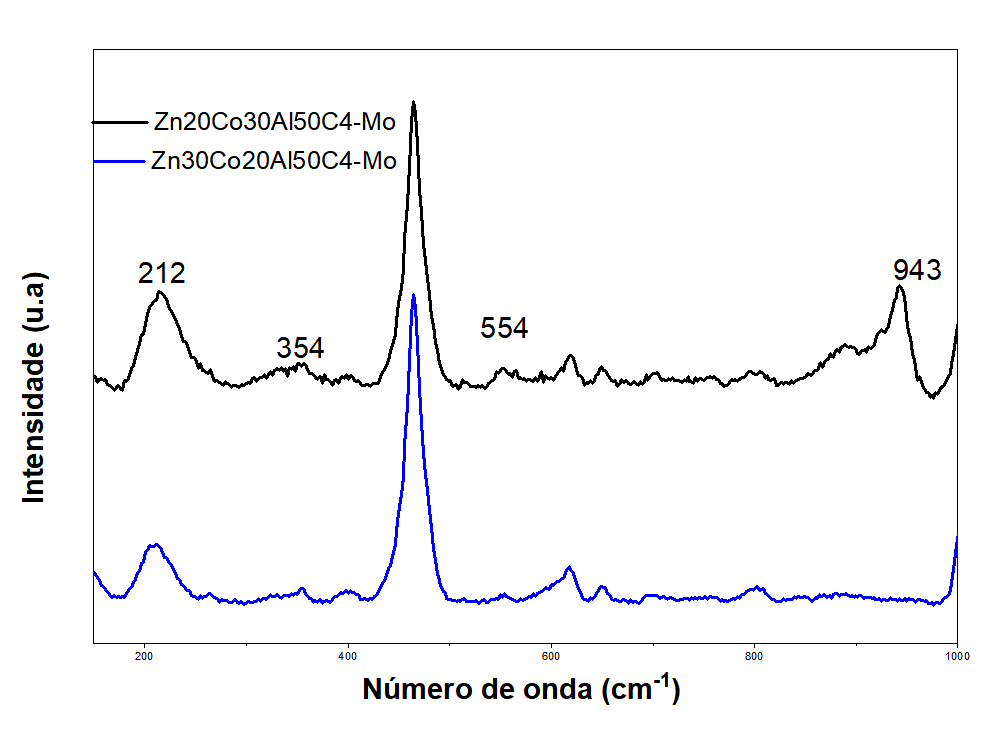 Zn20Co30Al50C4-Mo
Zn30Co20Al50C4-Mo
212
354
554
943
Intensidade (u.a)
200 400 600 800 1000
Número de onda (cm⁻¹)